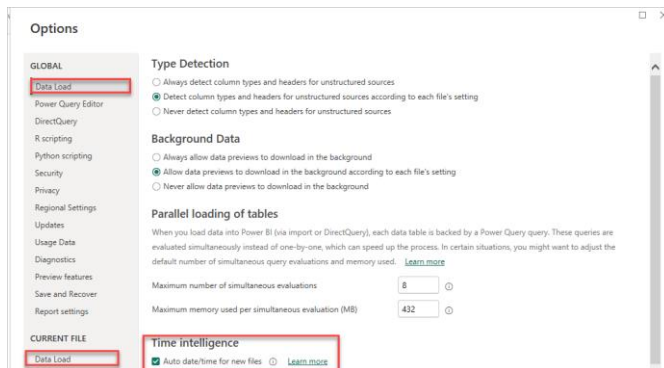 Options
GLOBAL
Data Load
Power Query Editor
DirectQuery
R scripting
Python scripting
Security
Privacy
Regional Settings
Updates
Usage Data
Diagnostics
Preview features
Save and Recover
Report settings
CURRENT FILE
Data Load
Type Detection
Always detect column types and headers for unstructured sources
Detect column types and headers for unstructured sources according to each file's setting
Never detect column types and headers for unstructured sources
Background Data
Always allow data previews to download in the background
Allow data previews to download in the background according to each file's setting
Never allow data previews to download in the background
Parallel loading of tables
When you load data into Power BI (via import or DirectQuery), each data table is backed by a Power Query query. These queries are
evaluated simultaneously instead of one-by-one, which can speed up the process. In certain situations, you might want to adjust the
default number of simultaneous query evaluations and memory used. Learn more
Maximum number of simultaneous evaluations 8
Maximum memory used per simultaneous evaluation (MB) 432
Time intelligence
Auto date/time for new files Learn more